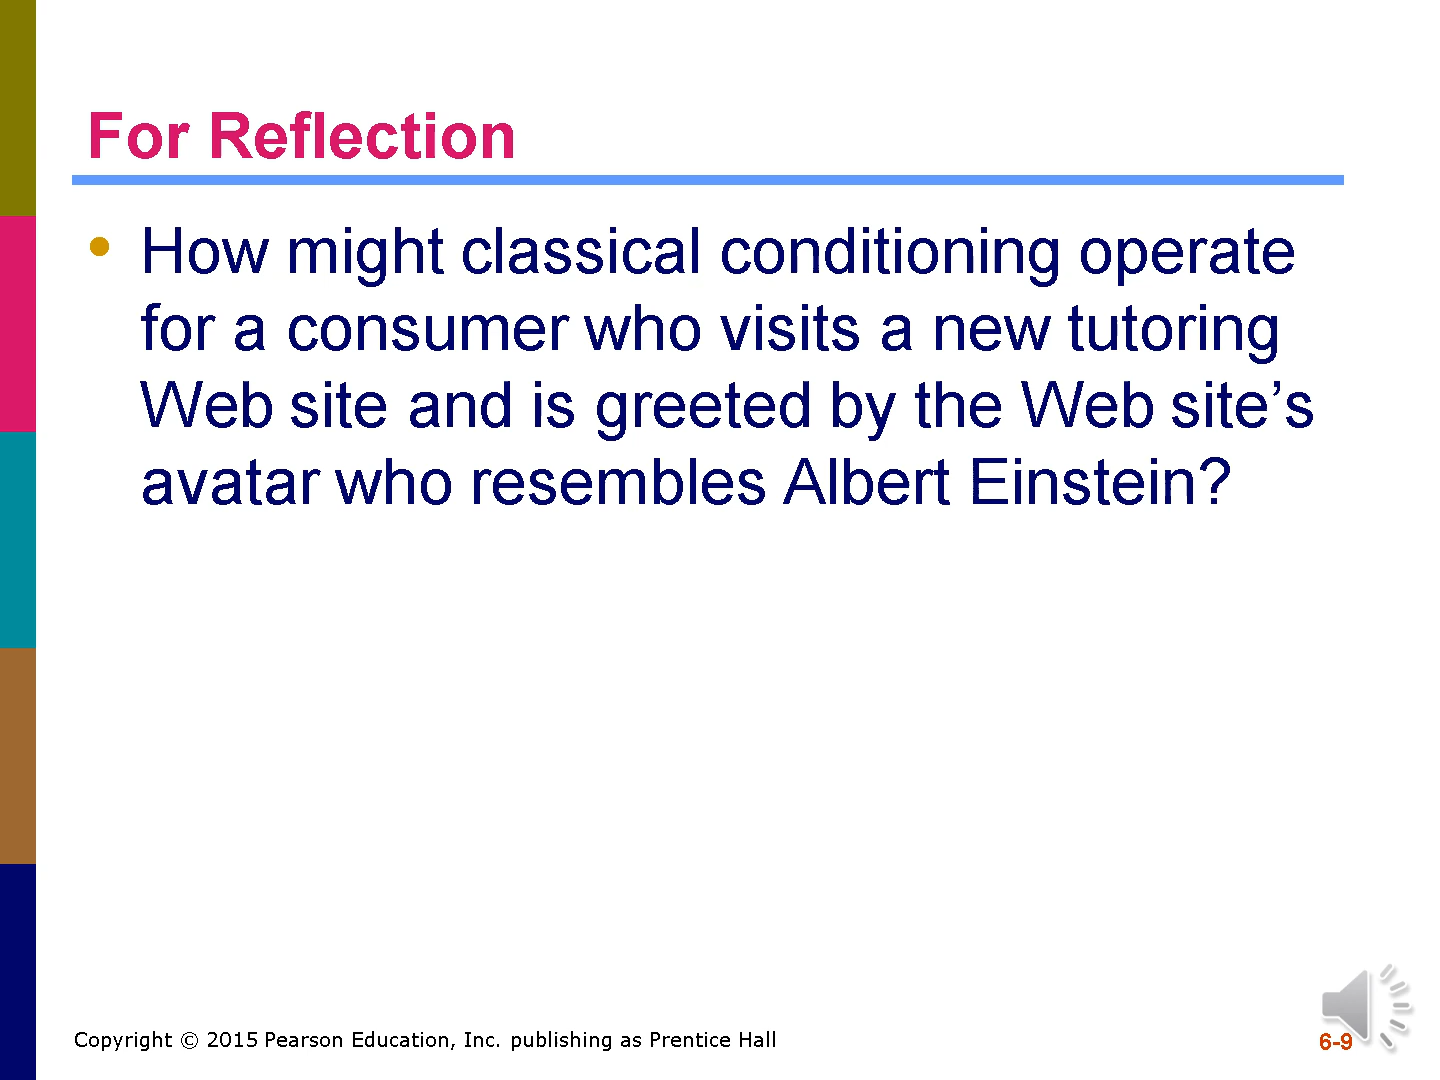 For Reflection
• How might classical conditioning operate
for a consumer who visits a new tutoring
Web site and is greeted by the Web site’s
avatar who resembles Albert Einstein?
Copyright © 2015 Pearson Education, Inc. publishing as Prentice Hall
6-9